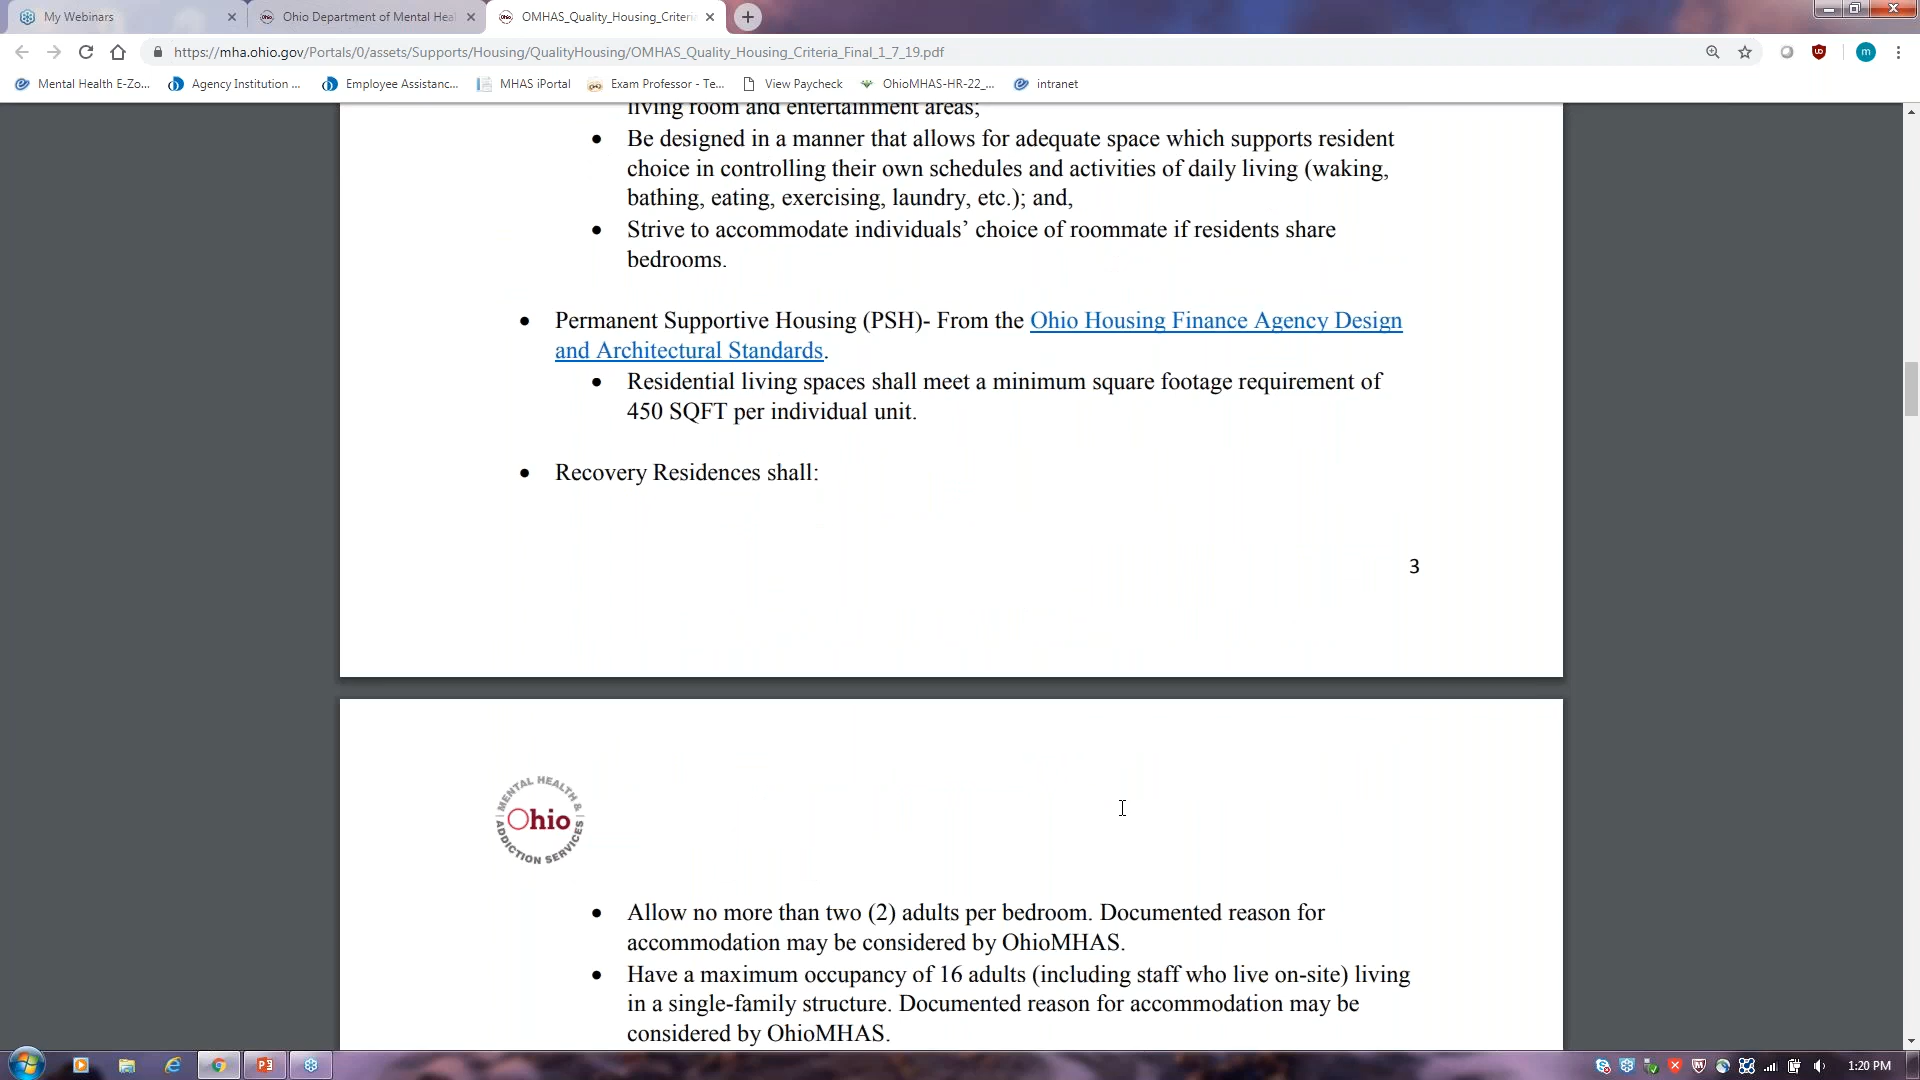 My Webinars
Ohio Department of Mental Heal
OMHAS_Quality_Housing_Criteria
https://mha.ohio.gov/Portals/0/assets/Supports/Housing/QualityHousing/OMHAS_Quality_Housing_Criteria_Final_1_7_19.pdf
m
Mental Health E-Zo...
Agency Institution ...
Employee Assistanc...
MHAS iPortal
Exam Professor - Te...
View Paycheck
OhioMHAS-HR-22_...
intranet
living room and entertainment areas;
• Be designed in a manner that allows for adequate space which supports resident
choice in controlling their own schedules and activities of daily living (waking,
bathing, eating, exercising, laundry, etc.); and,
• Strive to accommodate individuals’ choice of roommate if residents share
bedrooms.
• Permanent Supportive Housing (PSH)- From the Ohio Housing Finance Agency Design
and Architectural Standards.
• Residential living spaces shall meet a minimum square footage requirement of
450 SQFT per individual unit.
• Recovery Residences shall:
3
MENTAL HEALTH &
Ohio
ADDICTION SERVICES
• Allow no more than two (2) adults per bedroom. Documented reason for
accommodation may be considered by OhioMHAS.
• Have a maximum occupancy of 16 adults (including staff who live on-site) living
in a single-family structure. Documented reason for accommodation may be
considered by OhioMHAS.
1:20 PM